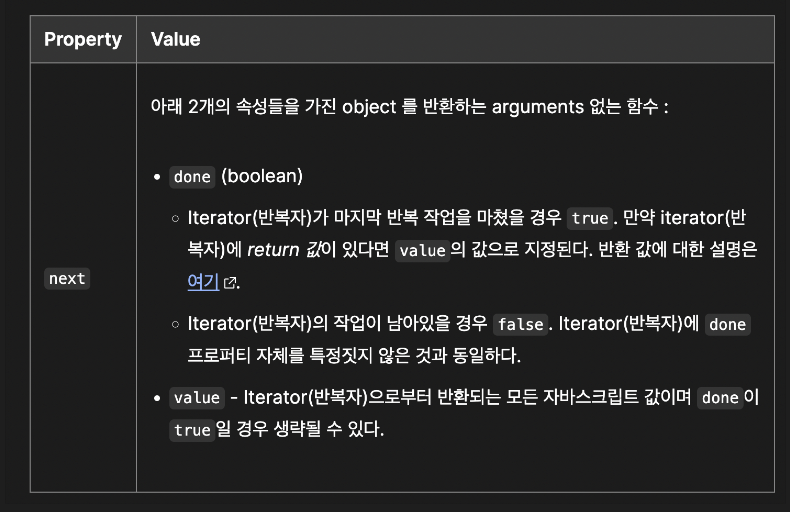 Property Value
아래 2개의 속성들을 가진 object 를 반환하는 arguments 없는 함수 :
• done (boolean)
◦ Iterator(반복자)가 마지막 반복 작업을 마쳤을 경우 true. 만약 iterator(반
복자)에 return 값이 있다면 value의 값으로 지정된다. 반환 값에 대한 설명은
여기.
next
◦ Iterator(반복자)의 작업이 남아있을 경우 false. Iterator(반복자)에 done
프로퍼티 자체를 특정짓지 않은 것과 동일하다.
• value - Iterator(반복자)으로부터 반환되는 모든 자바스크립트 값이며 done이
true일 경우 생략될 수 있다.